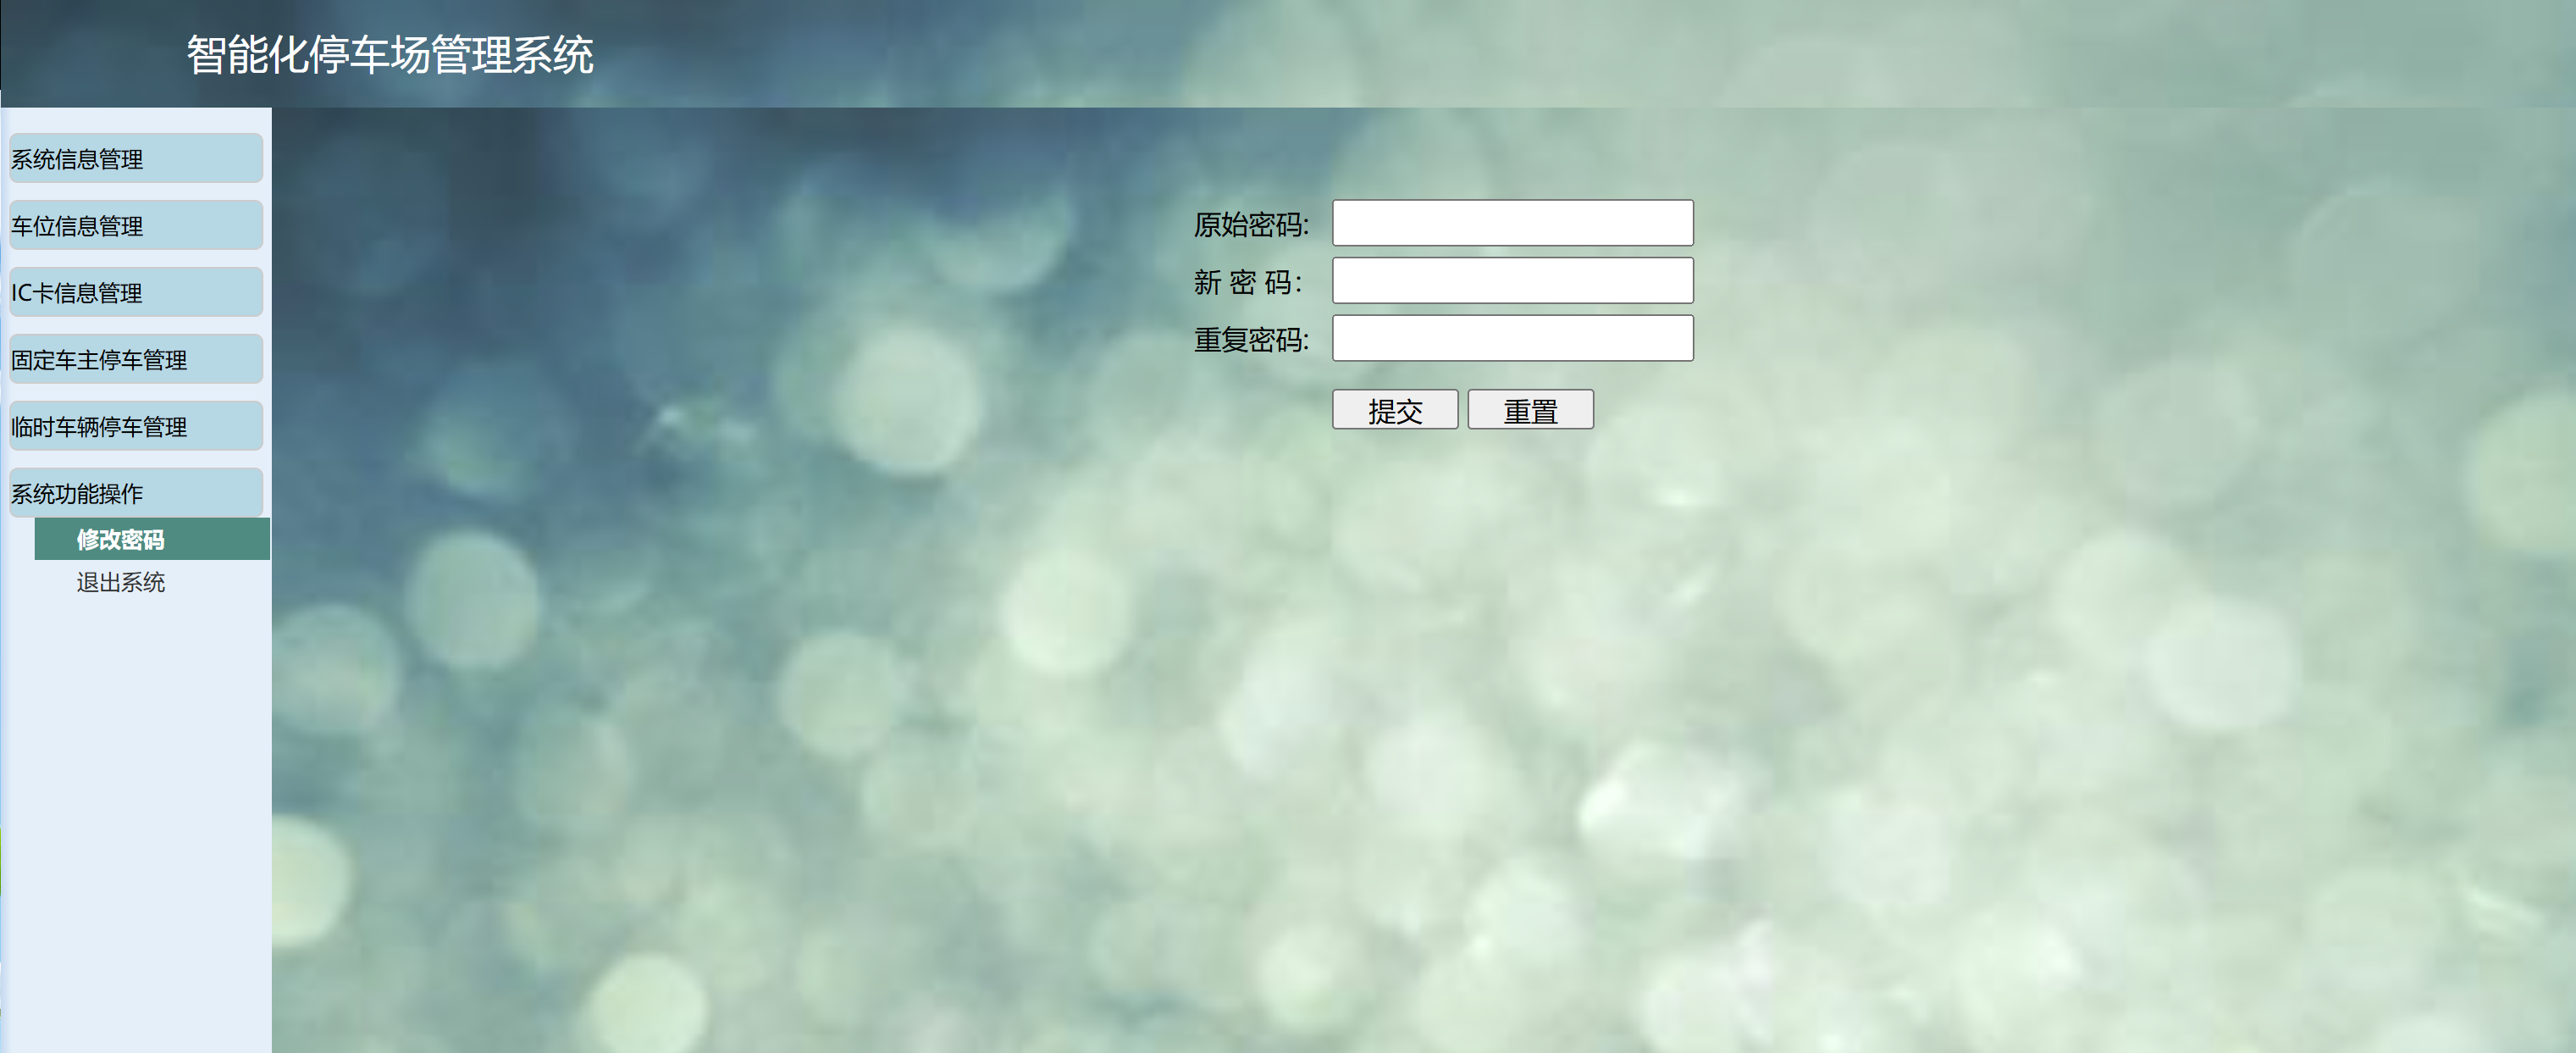 智能化停车场管理系统
系统信息管理
车位信息管理
IC卡信息管理
固定车主停车管理
临时车辆停车管理
系统功能操作
修改密码
退出系统
原始密码:
新 密 码:
重复密码:
提交 重置